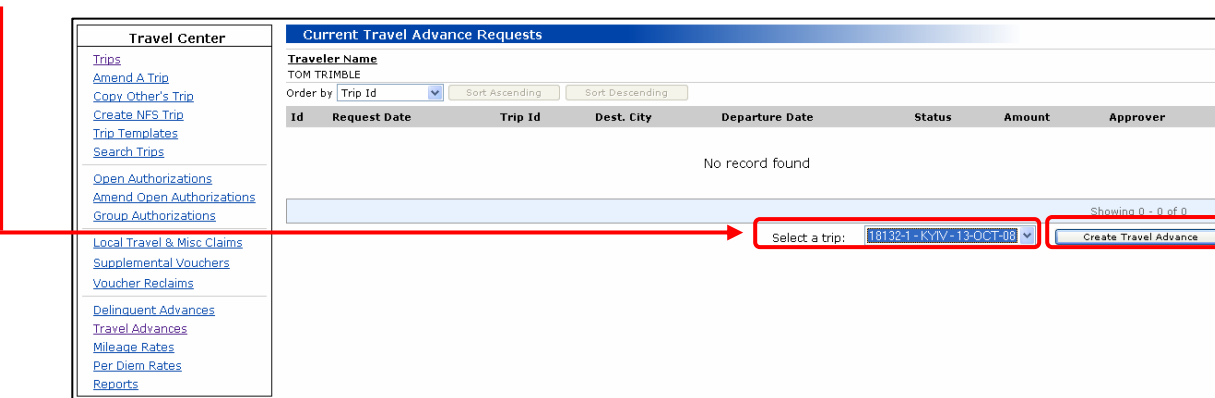 Travel Center
Trips
Amend A Trip
Copy Other's Trip
Create NFS Trip
Trip Templates
Search Trips
Open Authorizations
Amend Open Authorizations
Group Authorizations
Local Travel & Misc Claims
Supplemental Vouchers
Voucher Reclaims
Delinquent Advances
Travel Advances
Mileage Rates
Per Diem Rates
Reports
Current Travel Advance Requests
Traveler Name
TOM TRIMBLE
Order by Trip Id Sort Ascending Sort Descending
Id Request Date Trip Id Dest. City Departure Date Status Amount Approver
No record found
Showing 0 - 0 of 0
Select a trip: 18132-1 - KYIV - 13-OCT-08 Create Travel Advance